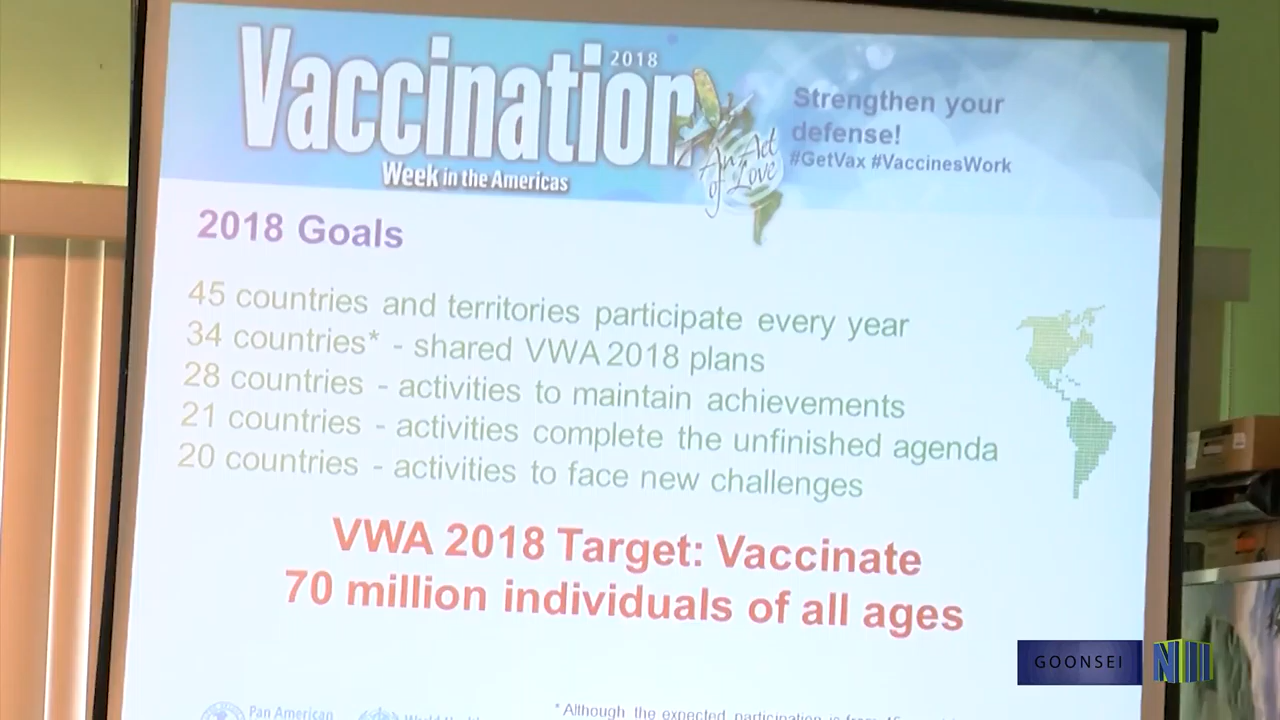 2018
Vaccination
Week in the Americas
An Act
of Love
Strengthen your
defense!
#GetVax #VaccinesWork
2018 Goals
45 countries and territories participate every year
34 countries* - shared VWA 2018 plans
28 countries - activities to maintain achievements
21 countries - activities complete the unfinished agenda
20 countries - activities to face new challenges
VWA 2018 Target: Vaccinate
70 million individuals of all ages
Pan American
* Although the expected participation is from 45
GOONSEI